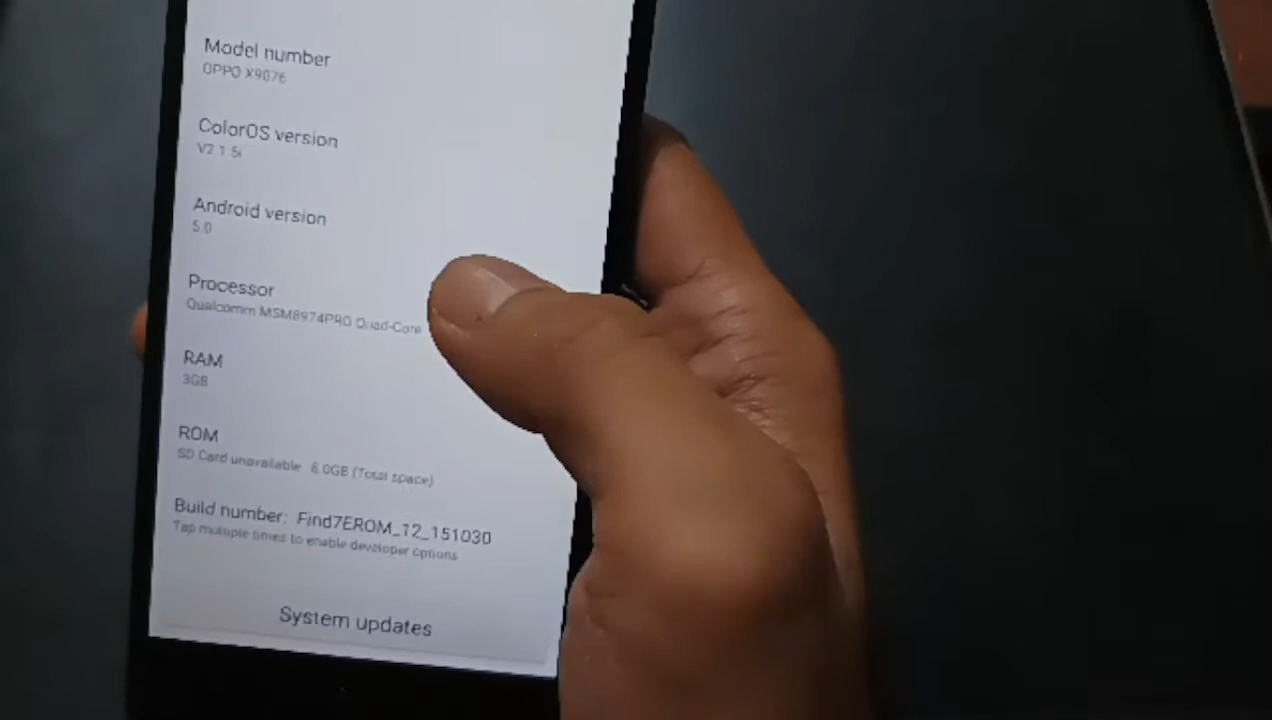 Model number
OPPO X9076
ColorOS version
V2.1.5i
Android version
5.0
Processor
Qualcomm MSM8974PRO Quad-Core
RAM
3GB
ROM
SD Card unavailable 6.0GB (Total space)
Build number: Find7EROM_12_151030
Tap multiple times to enable developer options
System updates